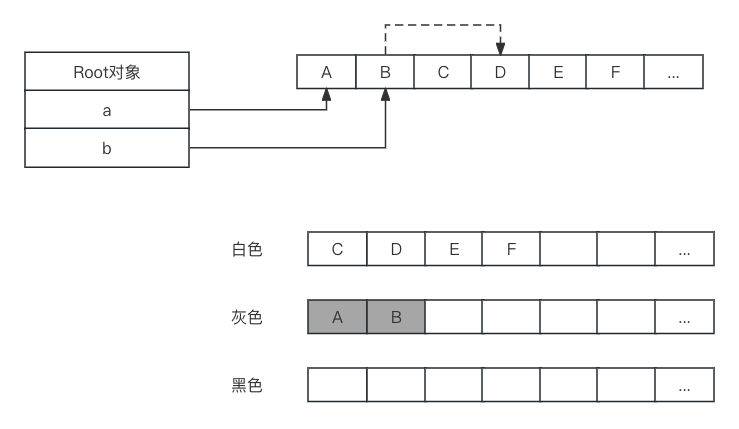 Root对象
a
b
A B C D E F ...
白色 C D E F ...
灰色 A B ...
黑色 ...